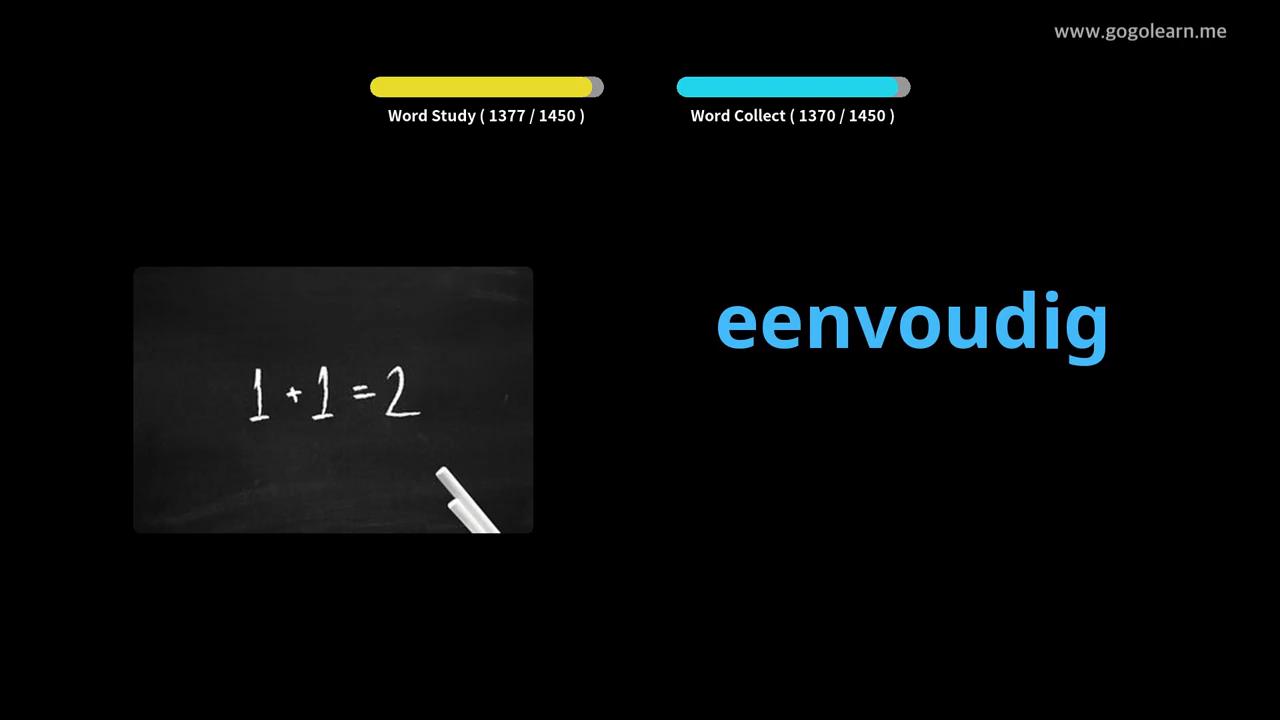 www.gogolearn.me
Word Study ( 1377 / 1450 )
Word Collect ( 1370 / 1450 )
eenvoudig
1 + 1 = 2